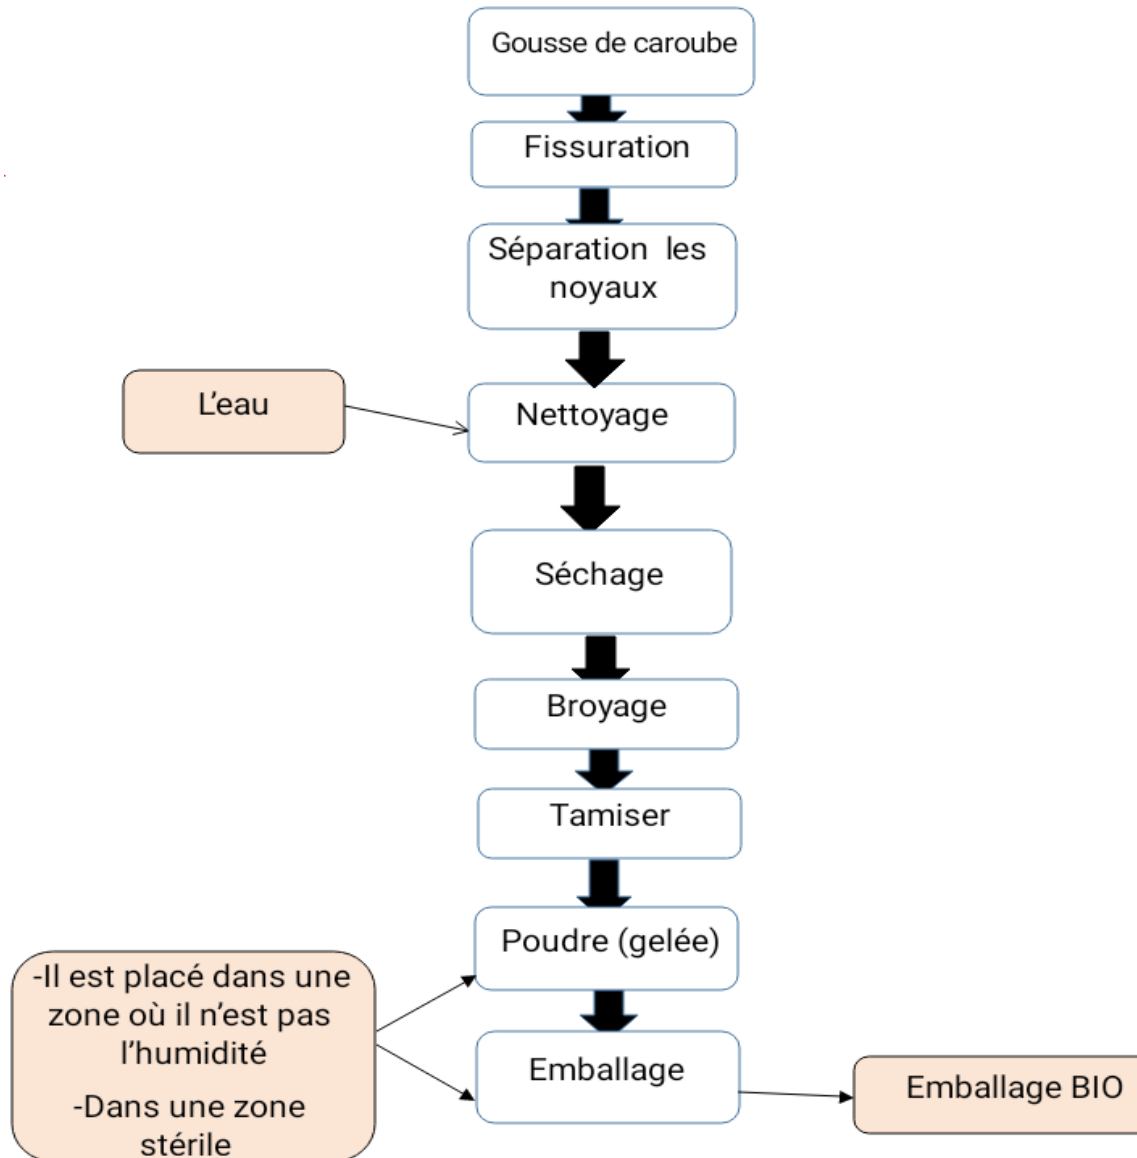 Gousse de caroube
Fissuration
Séparation les
noyaux
L’eau
Nettoyage
Séchage
Broyage
Tamiser
Poudre (gelée)
-Il est placé dans une
zone où il n’est pas
l’humidité
-Dans une zone
stérile
Emballage
Emballage BIO